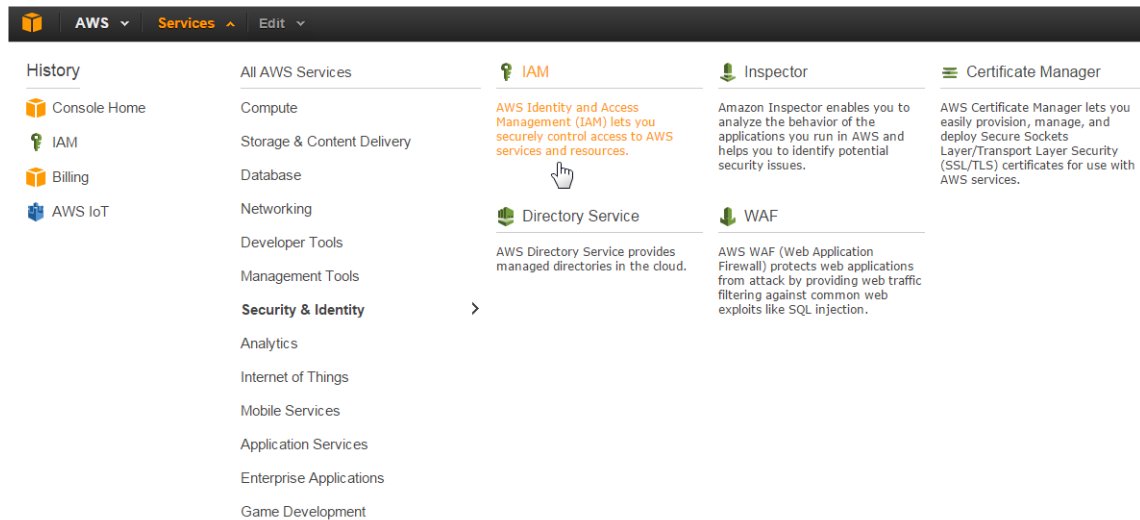 AWS Services Edit
History
Console Home
IAM
Billing
AWS IoT
All AWS Services
Compute
Storage & Content Delivery
Database
Networking
Developer Tools
Management Tools
Security & Identity
Analytics
Internet of Things
Mobile Services
Application Services
Enterprise Applications
Game Development
IAM
AWS Identity and Access
Management (IAM) lets you
securely control access to AWS
services and resources.
Directory Service
AWS Directory Service provides
managed directories in the cloud.
Inspector
Amazon Inspector enables you to
analyze the behavior of the
applications you run in AWS and
helps you to identify potential
security issues.
WAF
AWS WAF (Web Application
Firewall) protects web applications
from attack by providing web traffic
filtering against common web
exploits like SQL injection.
Certificate Manager
AWS Certificate Manager lets you
easily provision, manage, and
deploy Secure Sockets
Layer/Transport Layer Security
(SSL/TLS) certificates for use with
AWS services.